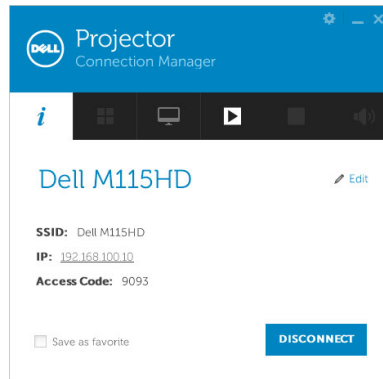 DELL
Projector
Connection Manager
i
Dell M115HD
Edit
SSID: Dell M115HD
IP: 192.168.100.10
Access Code: 9093
Save as favorite
DISCONNECT